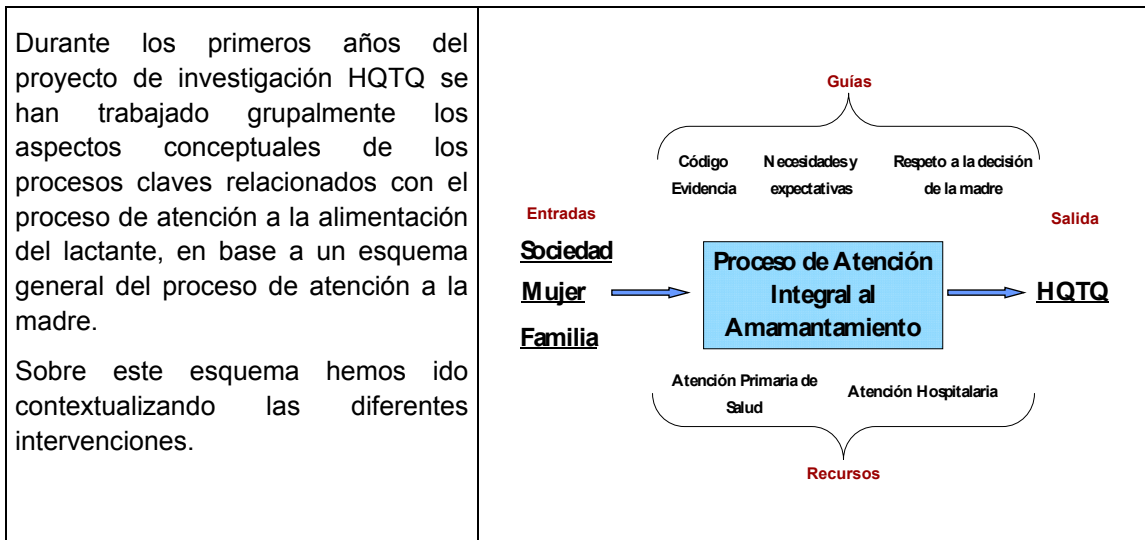 Durante los primeros años del
proyecto de investigación HQTQ se
han trabajado grupalmente los
aspectos conceptuales de los
procesos claves relacionados con el
proceso de atención a la alimentación
del lactante, en base a un esquema
general del proceso de atención a la
madre.
Sobre este esquema hemos ido
contextualizando las diferentes
intervenciones.
Guías
Código
Evidencia
Necesidades y
expectativas
Respeto a la decisión
de la madre
Entradas
Sociedad
Mujer
Familia
Proceso de Atención
Integral al
Amamantamiento
Salida
HQTQ
Atención Primaria de
Salud
Atención Hospitalaria
Recursos